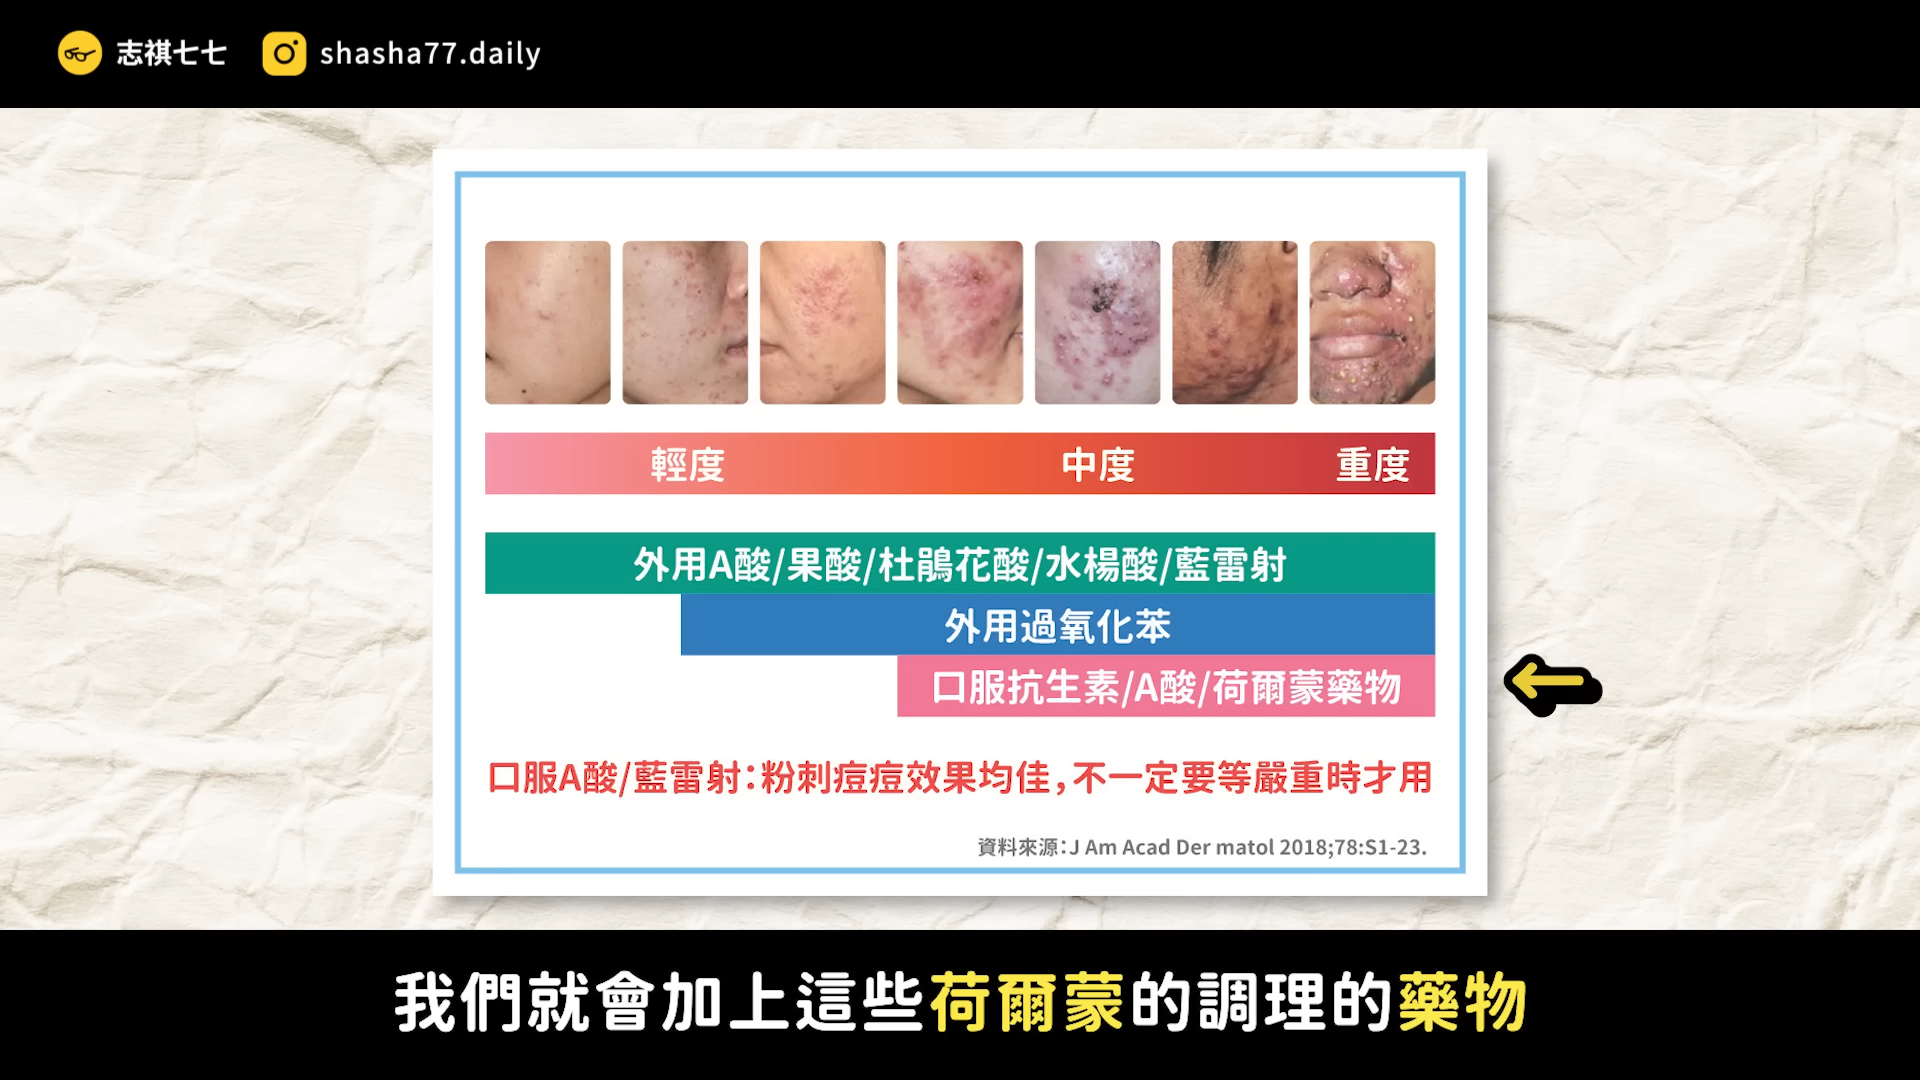 志祺七七 shasha77.daily
輕度 中度 重度
外用A酸/果酸/杜鵑花酸/水楊酸/藍雷射
外用過氧化苯
口服抗生素/A酸/荷爾蒙藥物
口服A酸/藍雷射：粉刺痘痘效果均佳，不一定要等嚴重時才用
資料來源：J Am Acad Der matol 2018;78:S1-23.
我們就會加上這些荷爾蒙的調理的藥物